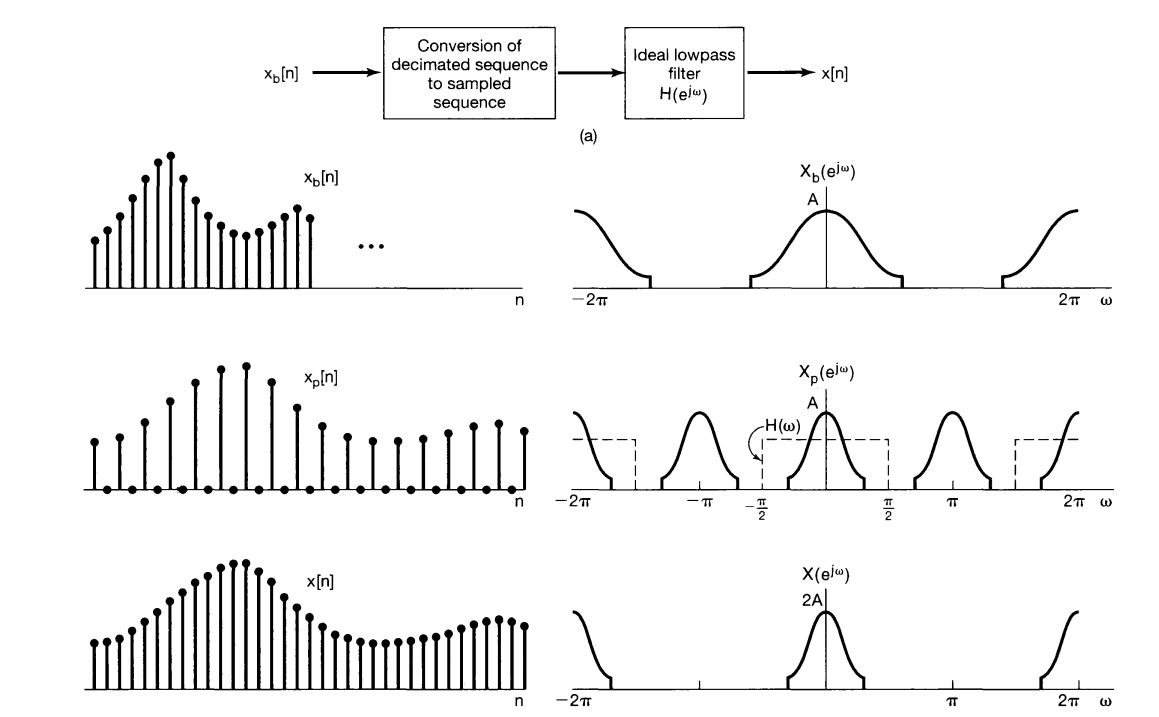 x_b[n]
Conversion of
decimated sequence
to sampled
sequence
Ideal lowpass
filter
H(e^{jω})
x[n]
(a)
x_b[n]
...
n
X_b(e^{jω})
A
−2π
2π
ω
x_p[n]
n
X_p(e^{jω})
A
H(ω)
−2π
−π
−π/2
π/2
π
2π
ω
x[n]
n
X(e^{jω})
2A
−2π
π
2π
ω